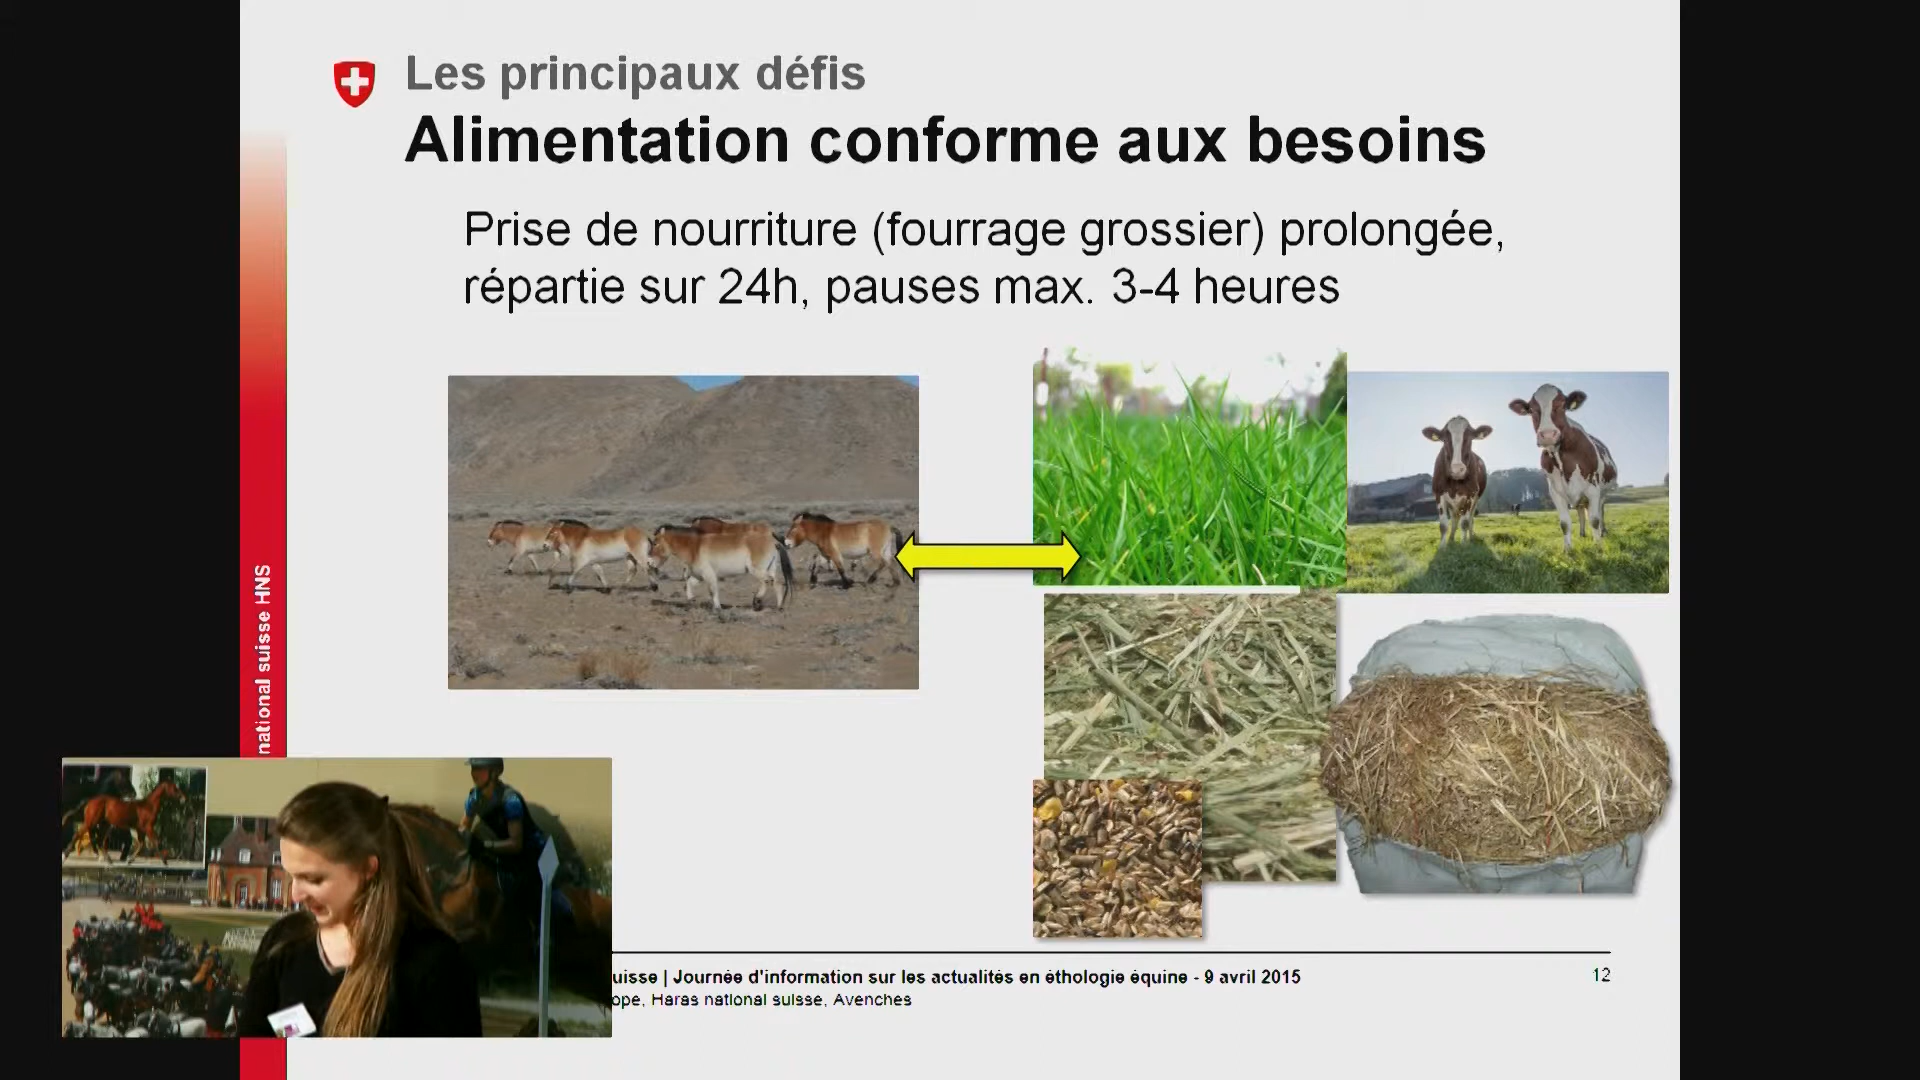 Les principaux défis
Alimentation conforme aux besoins
Prise de nourriture (fourrage grossier) prolongée,
répartie sur 24h, pauses max. 3-4 heures
national suisse HNS
| Journée d'information sur les actualités en éthologie équine - 9 avril 2015
Haras national suisse, Avenches
12